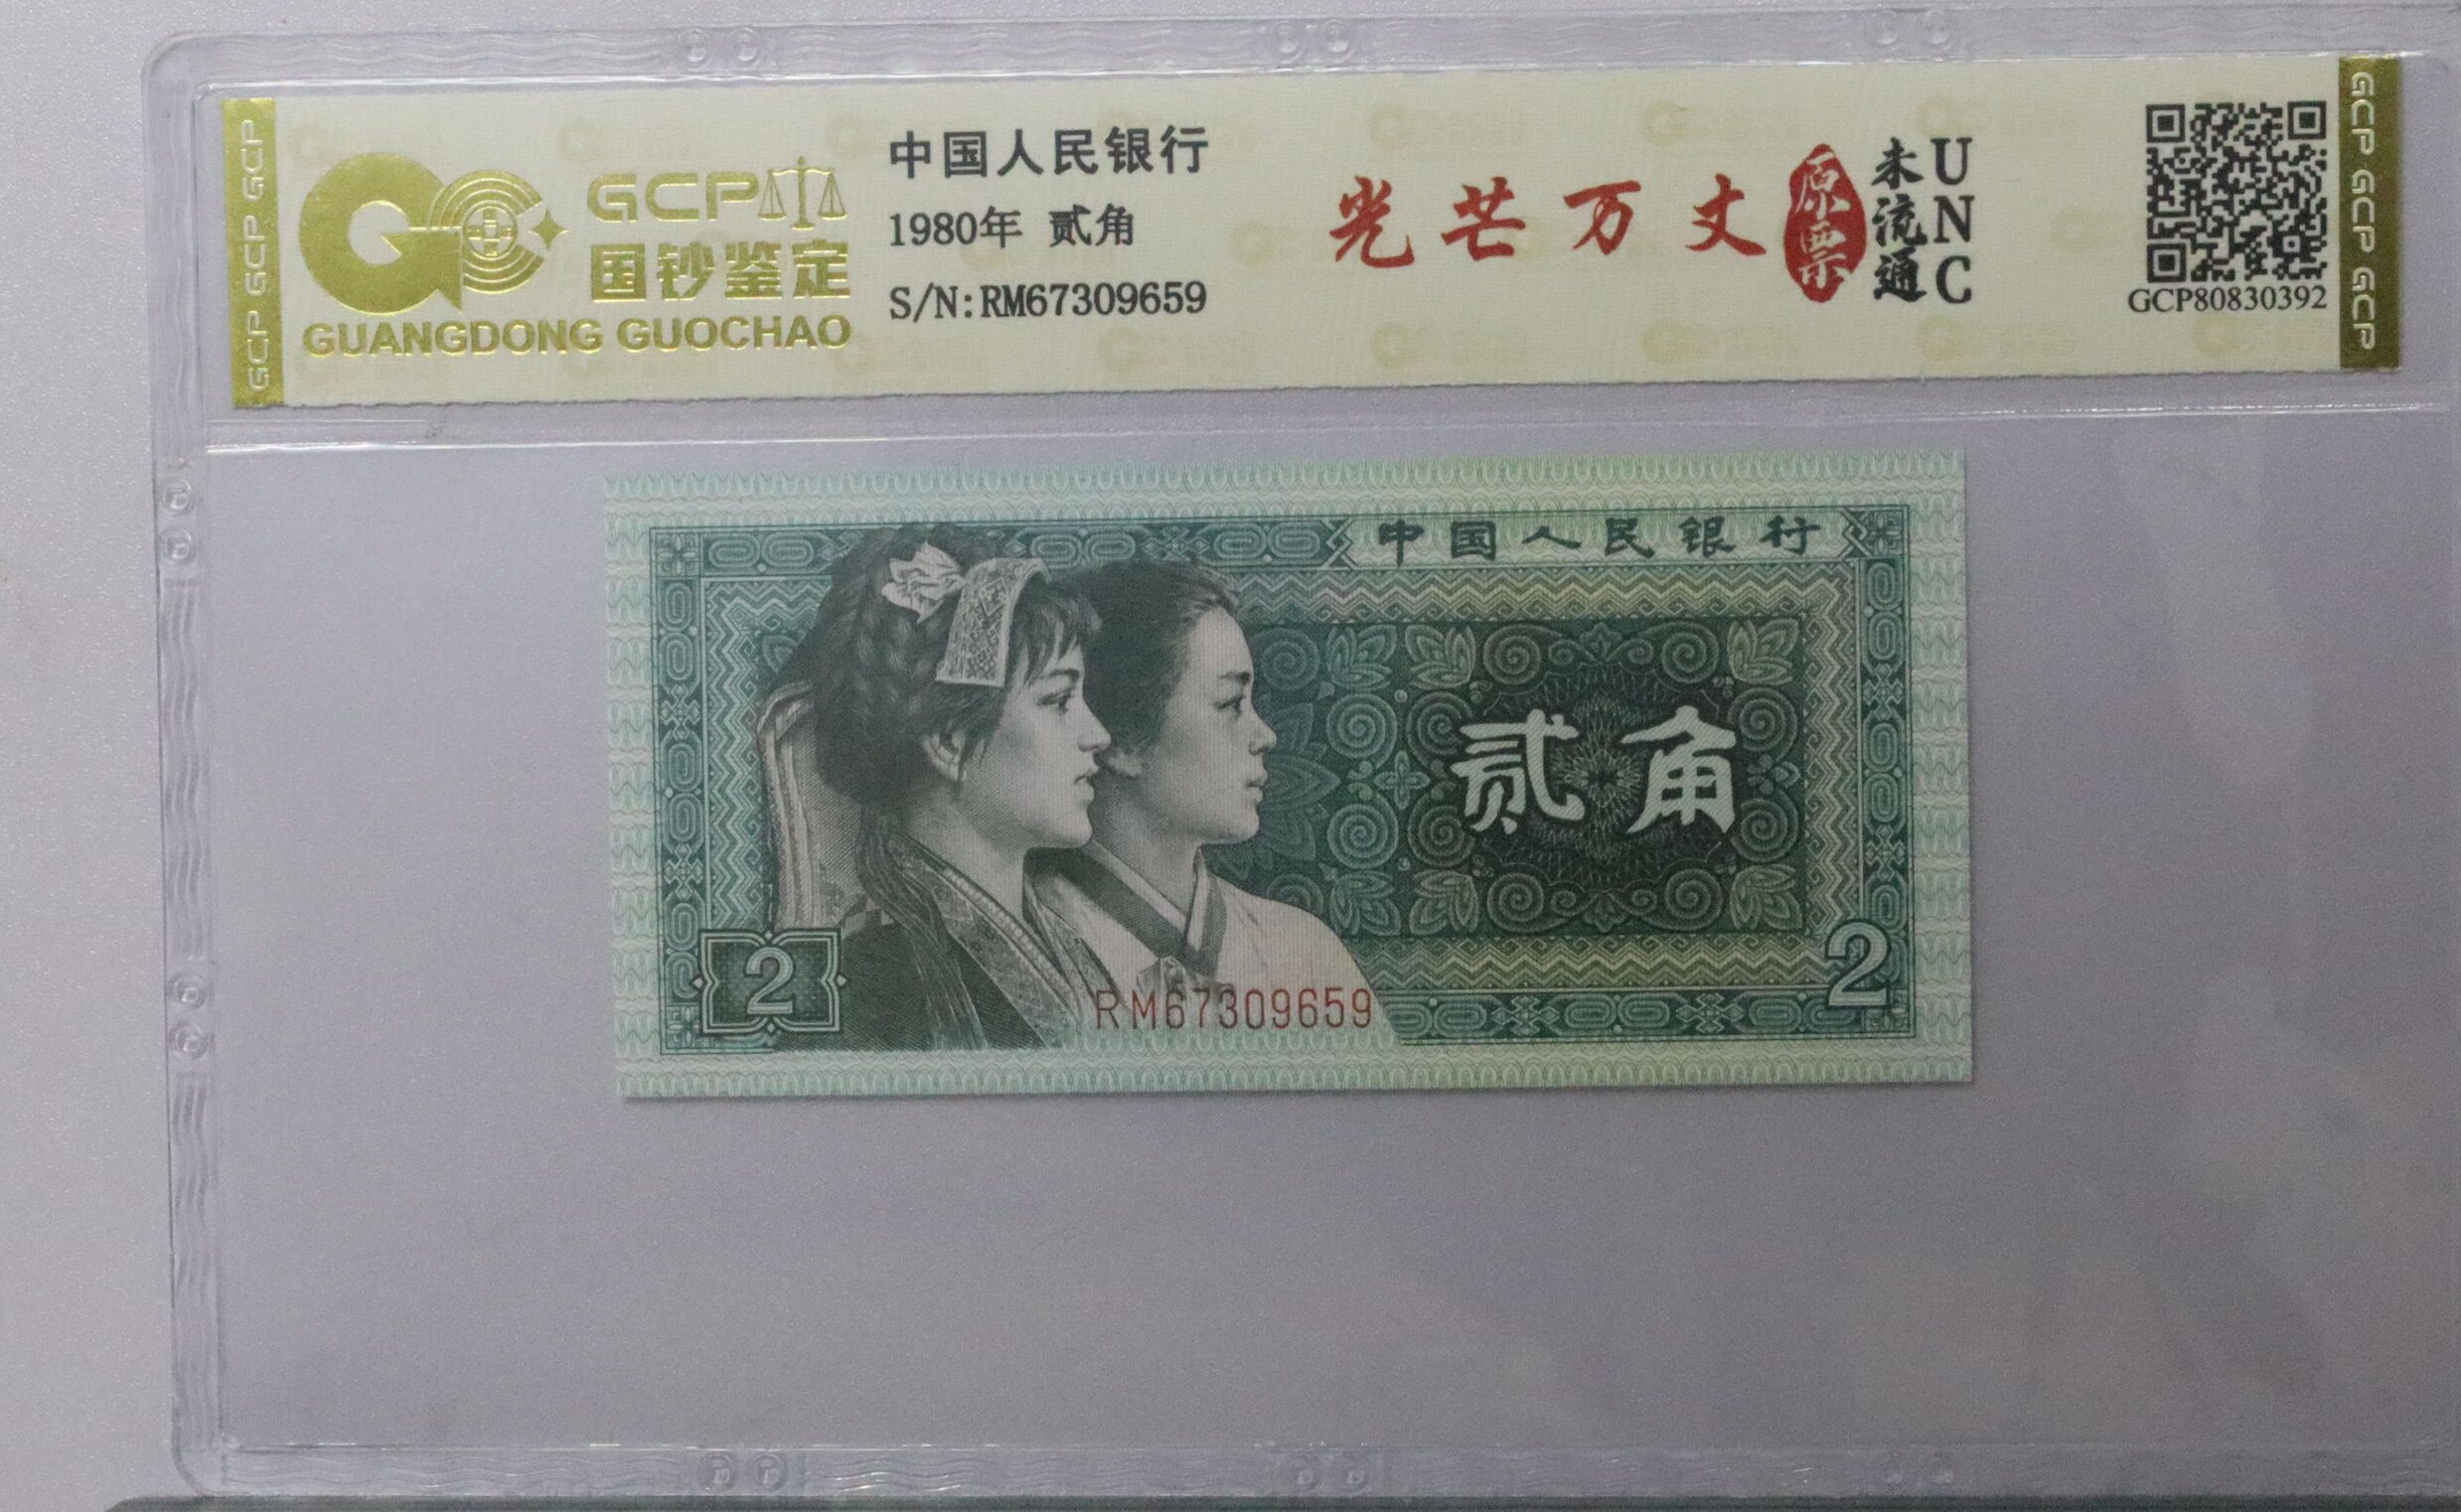 GCP GCP GCP
GCP
国钞鉴定
GUANGDONG GUOCHAO
中国人民银行
1980年 贰角
S/N:RM67309659
光芒万丈
原票
未流通
UNC
GCP80830392
GCP GCP GCP
中国人民银行
贰角
2
RM67309659
2